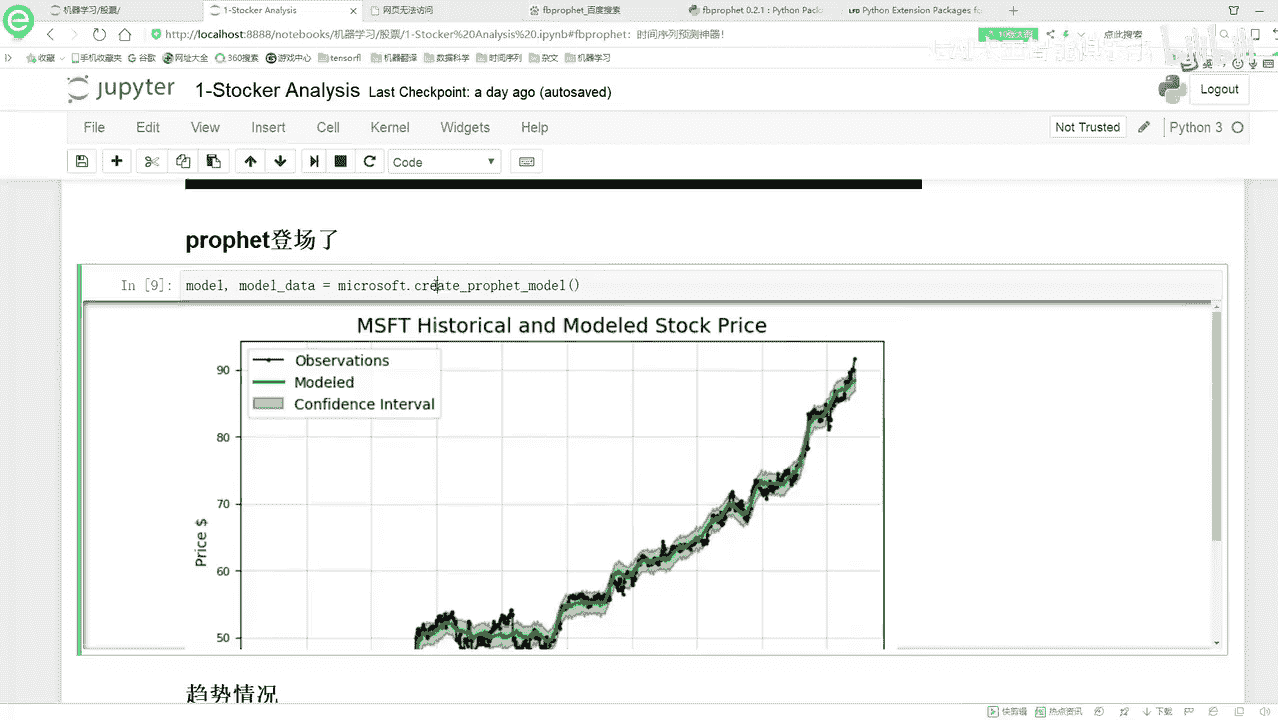 机器学习/股票/ 1-Stocker Analysis 网页无法访问 fbprophet_百度搜索 fbprophet 0.2.1 : Python Pack Python Extension Packages fo
http://localhost:8888/ /机器学习/股票/1-Stocker%20Analysis%20.ipynb#fbprophet：时间序列预测神器！ 点此搜索
收藏 手机收藏夹 谷歌 网址大全 360搜索 游戏中心 tensorfl 机器翻译 数据科学 时间序列 杂文 机器学习
jupyter 1-Stocker Analysis Last Checkpoint: a day ago (autosaved) Logout
File Edit View Insert Cell Kernel Widgets Help Not Trusted Python 3
Code
prophet登场了
In [9]: model, model_data = microsoft.create_prophet_model()
MSFT Historical and Modeled Stock Price
Observations
Modeled
Confidence Interval
90
80
70
60
50
Price $
趋势情况
快剪辑 热点资讯 下载